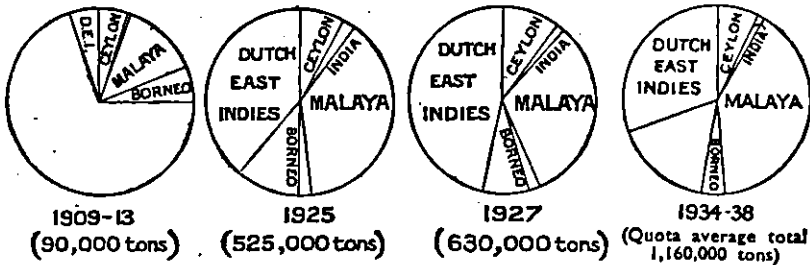 D.E.I.
CEYLON
MALAYA
BORNEO
1909-13
(90,000 tons)
DUTCH
EAST
INDIES
CEYLON
INDIA
MALAYA
BORNEO
1925
(525,000 tons)
DUTCH
EAST
INDIES
CEYLON
INDIA
MALAYA
BORNEO
1927
(630,000 tons)
DUTCH
EAST
INDIES
CEYLON
INDIA
MALAYA
BORNEO
1934-38
(Quota average total
1,160,000 tons)